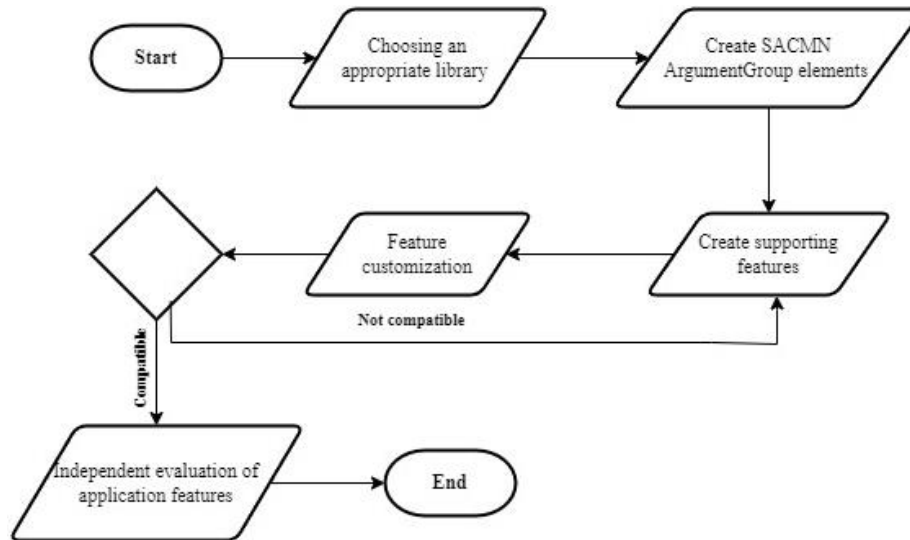 Start
Choosing an
appropriate library
Create SACMN
ArgumentGroup elements
Create supporting
features
Feature
customization
Not compatible
Compatible
Independent evaluation of
application features
End